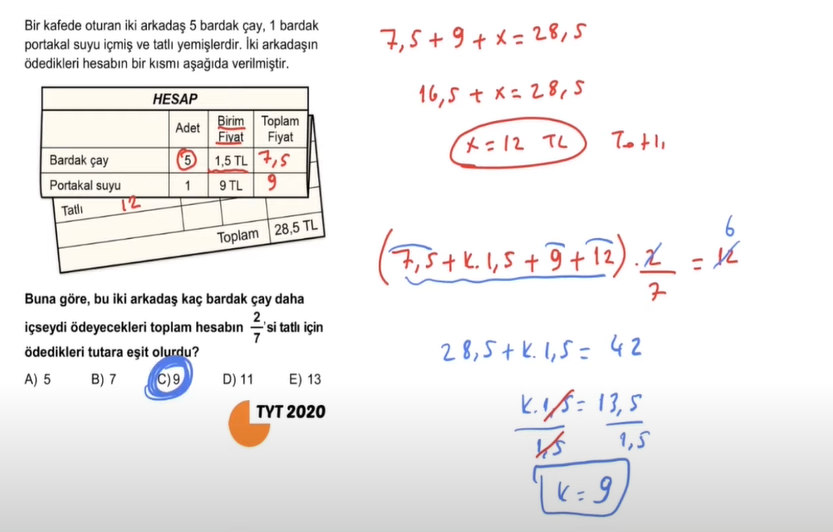 Bir kafede oturan iki arkadaş 5 bardak çay, 1 bardak
portakal suyu içmiş ve tatlı yemişlerdir. İki arkadaşın
ödedikleri hesabın bir kısmı aşağıda verilmiştir.
HESAP
Adet Birim Fiyat Toplam Fiyat
Bardak çay 5 1,5 TL 7,5
Portakal suyu 1 9 TL 9
Tatlı 12
Toplam 28,5 TL
Buna göre, bu iki arkadaş kaç bardak çay daha
içseydi ödeyecekleri toplam hesabın 2/7'si tatlı için
ödedikleri tutara eşit olurdu?
A) 5 B) 7 C) 9 D) 11 E) 13
TYT 2020
7,5 + 9 + x = 28,5
16,5 + x = 28,5
x = 12 TL Tatlı
(7,5 + k.1,5 + 9 + 12) . 2/7 = 12 6
28,5 + k.1,5 = 42
k.1,5 = 13,5
1,5 1,5
k = 9